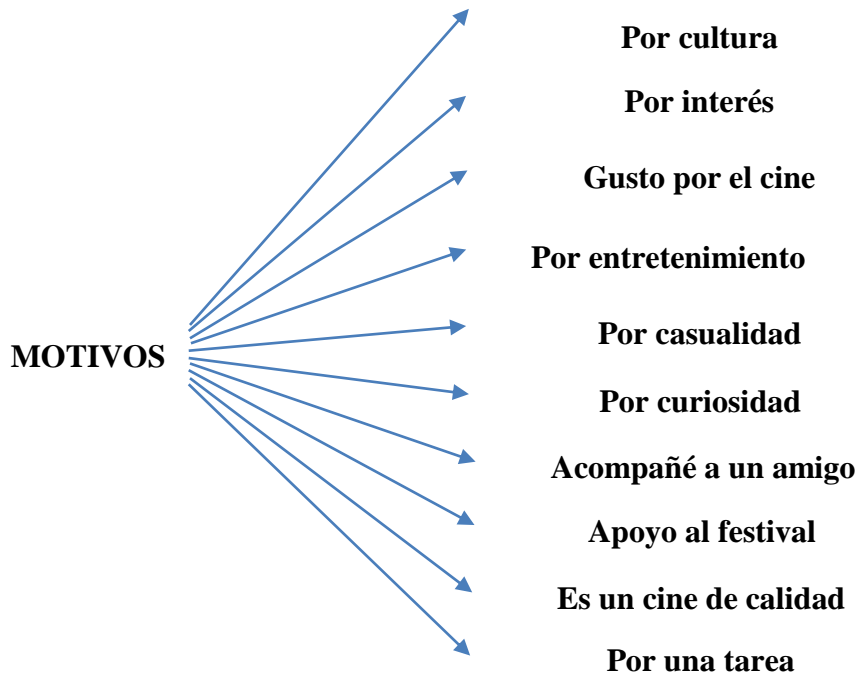 Por cultura
Por interés
Gusto por el cine
Por entretenimiento
Por casualidad
MOTIVOS
Por curiosidad
Acompañé a un amigo
Apoyo al festival
Es un cine de calidad
Por una tarea